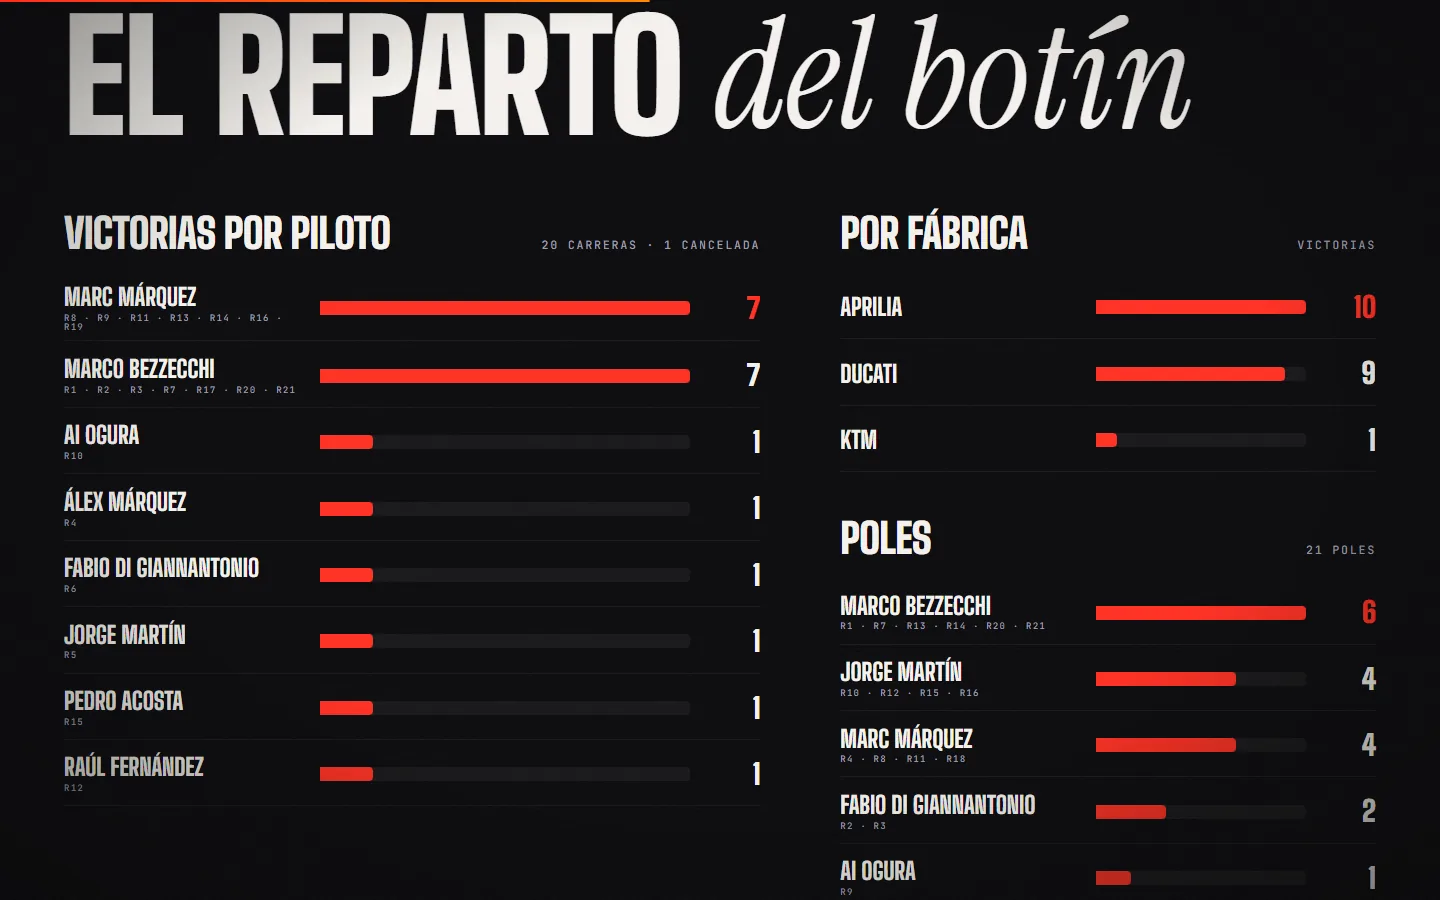 EL REPARTO del botín
VICTORIAS POR PILOTO
20 CARRERAS · 1 CANCELADA
MARC MÁRQUEZ
R8 · R9 · R11 · R13 · R14 · R16 ·
R19
7
MARCO BEZZECCHI
R1 · R2 · R3 · R7 · R17 · R20 · R21
7
AI OGURA
R10
1
ÁLEX MÁRQUEZ
R4
1
FABIO DI GIANNANTONIO
R6
1
JORGE MARTÍN
R5
1
PEDRO ACOSTA
R15
1
RAÚL FERNÁNDEZ
R12
1
POR FÁBRICA
VICTORIAS
APRILIA
10
DUCATI
9
KTM
1
POLES
21 POLES
MARCO BEZZECCHI
R1 · R7 · R13 · R14 · R20 · R21
6
JORGE MARTÍN
R10 · R12 · R15 · R16
4
MARC MÁRQUEZ
R4 · R8 · R11 · R18
4
FABIO DI GIANNANTONIO
R2 · R3
2
AI OGURA
R9
1